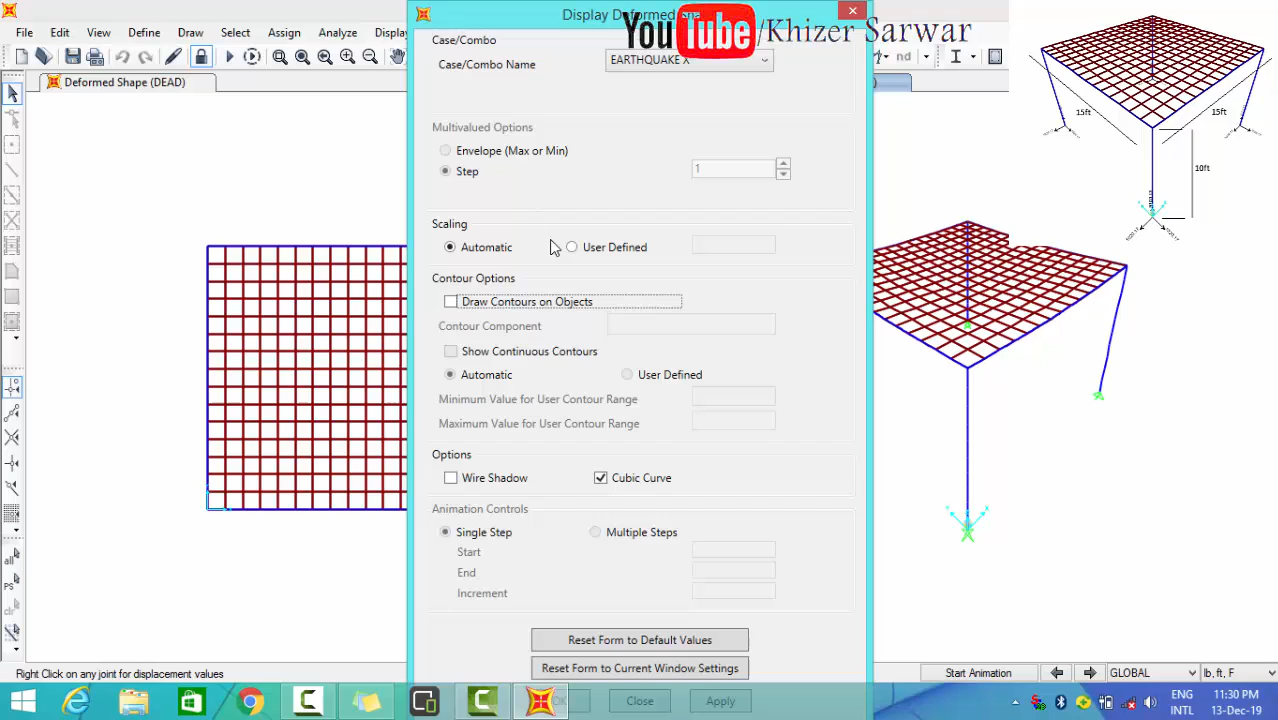 Display Deformed
YouTube/Khizer Sarwar
File Edit View Define Draw Select Assign Analyze Display
Case/Combo
Case/Combo Name
EARTHQUAKE X
Deformed Shape (DEAD)
nd
Multivalued Options
Envelope (Max or Min)
Step
1
Scaling
Automatic
User Defined
Contour Options
Draw Contours on Objects
Contour Component
Show Continuous Contours
Automatic
User Defined
Minimum Value for User Contour Range
Maximum Value for User Contour Range
Options
Wire Shadow
Cubic Curve
Animation Controls
Single Step
Multiple Steps
Start
End
Increment
Reset Form to Default Values
Reset Form to Current Window Settings
OK
Close
Apply
15ft
15ft
10ft
all
PS
clr
Right Click on any joint for displacement values
Start Animation
GLOBAL
lb, ft, F
ENG
INTL
11:30 PM
13-Dec-19